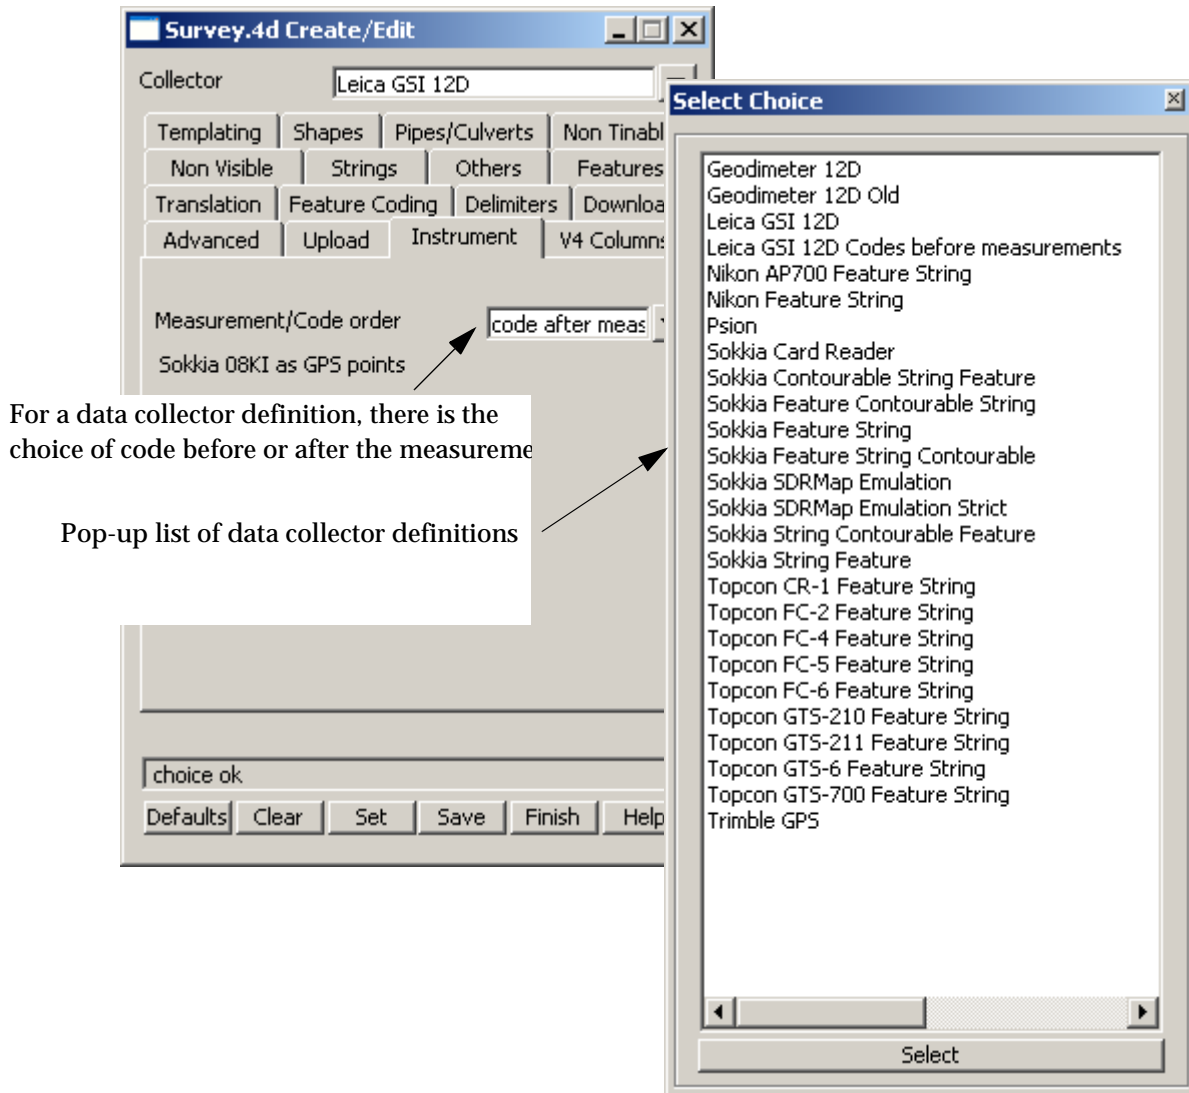 Survey.4d Create/Edit
Collector
Leica GSI 12D
Templating
Shapes
Pipes/Culverts
Non Tinabl
Non Visible
Strings
Others
Features
Translation
Feature Coding
Delimiters
Downloa
Advanced
Upload
Instrument
V4 Columns
Measurement/Code order
code after meas
Sokkia 08KI as GPS points
For a data collector definition, there is the
choice of code before or after the measureme
Pop-up list of data collector definitions
choice ok
Defaults
Clear
Set
Save
Finish
Help
Select Choice
Geodimeter 12D
Geodimeter 12D Old
Leica GSI 12D
Leica GSI 12D Codes before measurements
Nikon AP700 Feature String
Nikon Feature String
Psion
Sokkia Card Reader
Sokkia Contourable String Feature
Sokkia Feature Contourable String
Sokkia Feature String
Sokkia Feature String Contourable
Sokkia SDRMap Emulation
Sokkia SDRMap Emulation Strict
Sokkia String Contourable Feature
Sokkia String Feature
Topcon CR-1 Feature String
Topcon FC-2 Feature String
Topcon FC-4 Feature String
Topcon FC-5 Feature String
Topcon FC-6 Feature String
Topcon GTS-210 Feature String
Topcon GTS-211 Feature String
Topcon GTS-6 Feature String
Topcon GTS-700 Feature String
Trimble GPS
Select